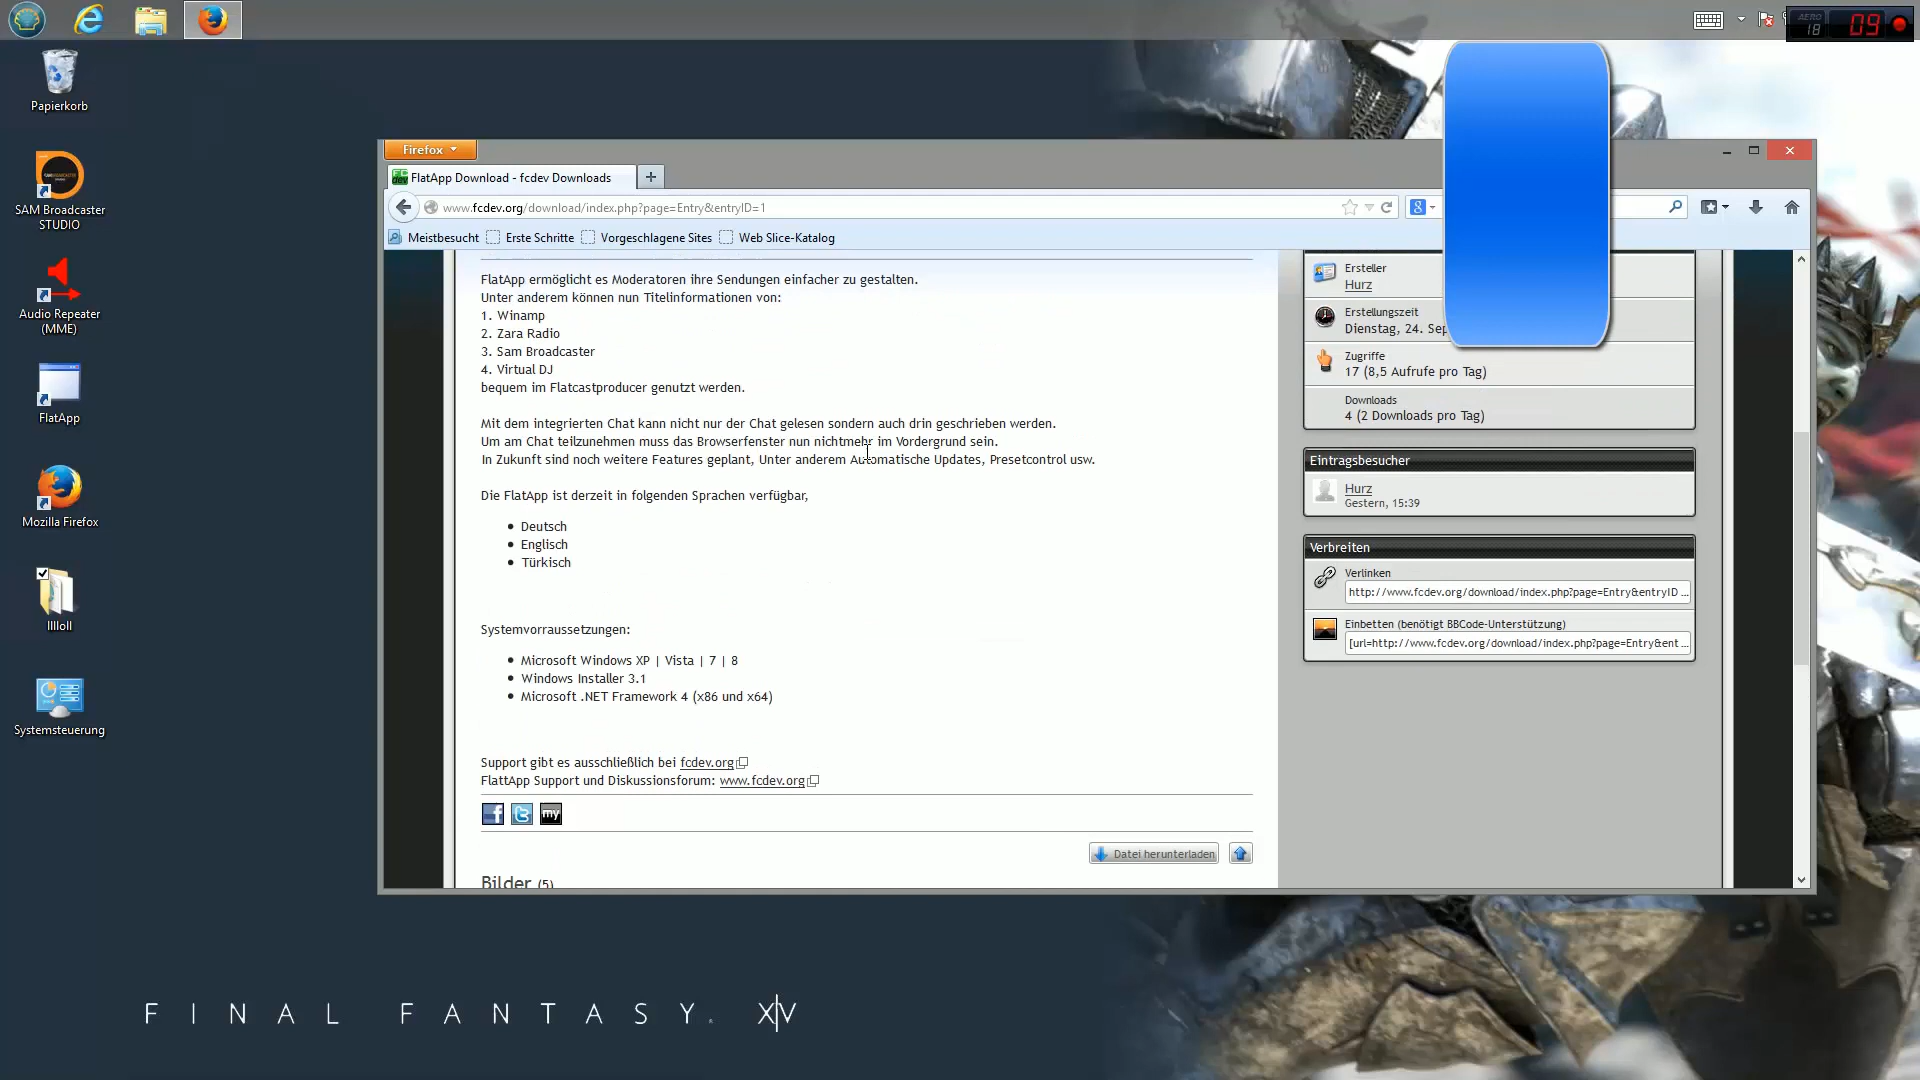 AERO
18
09
Papierkorb
SAM Broadcaster
STUDIO
Audio Repeater
(MME)
FlatApp
Mozilla Firefox
Systemsteuerung
Firefox
FlatApp Download - fcdev Downloads
www.fcdev.org/download/index.php?page=Entry&entryID=1
Meistbesucht
Erste Schritte
Vorgeschlagene Sites
Web Slice-Katalog
FlatApp ermöglicht es Moderatoren ihre Sendungen einfacher zu gestalten.
Unter anderem können nun Titelinformationen von:
1. Winamp
2. Zara Radio
3. Sam Broadcaster
4. Virtual DJ
bequem im Flatcastproducer genutzt werden.
Mit dem integrierten Chat kann nicht nur der Chat gelesen sondern auch drin geschrieben werden.
Um am Chat teilzunehmen muss das Browserfenster nun nichtmehr im Vordergrund sein.
In Zukunft sind noch weitere Features geplant, Unter anderem Automatische Updates, Presetcontrol usw.
Die FlatApp ist derzeit in folgenden Sprachen verfügbar,
Deutsch
Englisch
Türkisch
Systemvorraussetzungen:
Microsoft Windows XP | Vista | 7 | 8
Windows Installer 3.1
Microsoft .NET Framework 4 (x86 und x64)
Support gibt es ausschließlich bei fcdev.org
FlattApp Support und Diskussionsforum: www.fcdev.org
my
Datei herunterladen
Bilder (5)
Ersteller
Hurz
Erstellungszeit
Dienstag, 24. Sep
Zugriffe
17 (8,5 Aufrufe pro Tag)
Downloads
4 (2 Downloads pro Tag)
Eintragsbesucher
Hurz
Gestern, 15:39
Verbreiten
Verlinken
http://www.fcdev.org/download/index.php?page=Entry&entryID ...
Einbetten (benötigt BBCode-Unterstützung)
[url=http://www.fcdev.org/download/index.php?page=Entry&ent ...
FINAL FANTASY. XIV